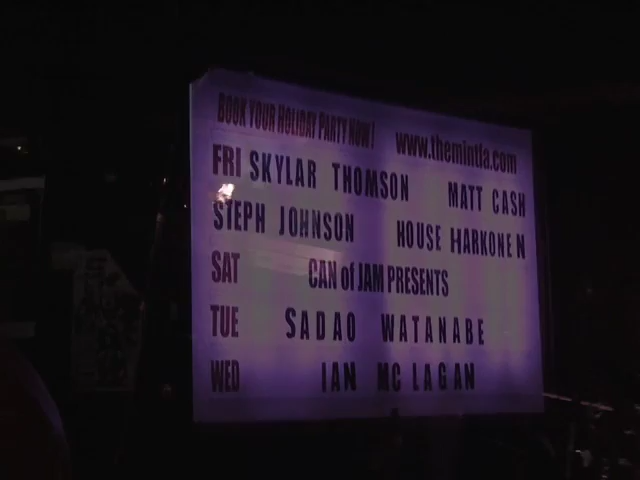 BOOK YOUR HOLIDAY PARTY NOW! www.themintla.com
FRI SKYLAR THOMSON MATT CASH
STEPH JOHNSON HOUSE HARKONEN
SAT CAN of JAM PRESENTS
TUE SADAO WATANABE
WED IAN MC LAGAN